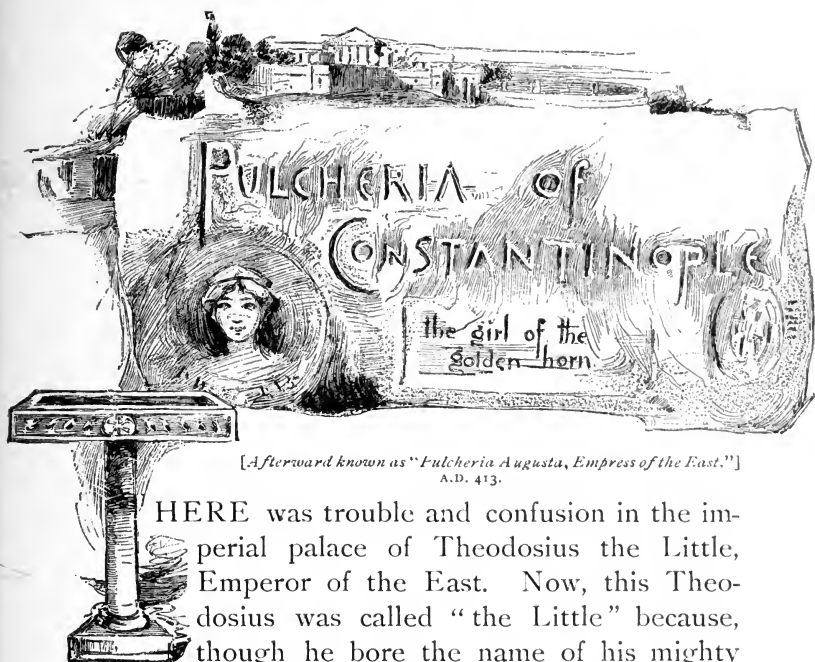 PULCHERIA of
CONSTANTINOPLE
the girl of the
golden horn
[Afterward known as "Pulcheria Augusta, Empress of the East."]
A.D. 413.
THERE was trouble and confusion in the im-
perial palace of Theodosius the Little,
Emperor of the East. Now, this Theo-
dosius was called "the Little" because,
though he bore the name of his mighty